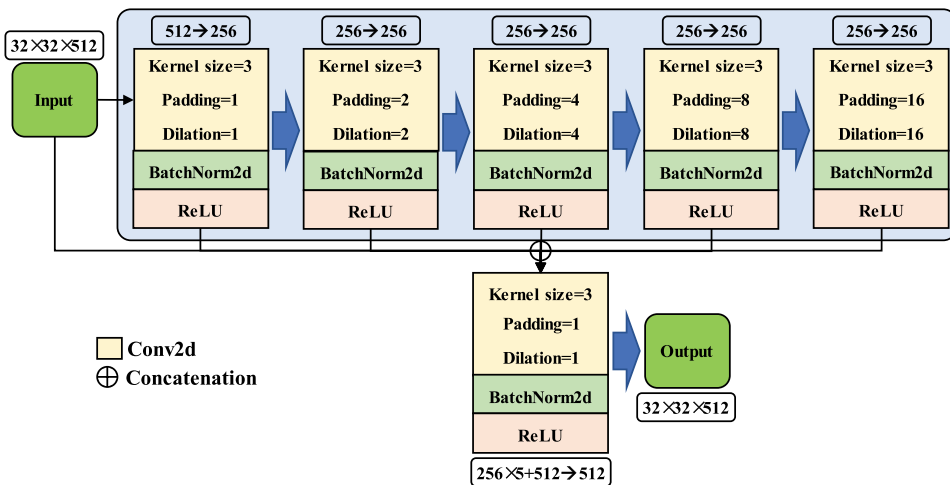 32×32×512
Input
512→256
Kernel size=3
Padding=1
Dilation=1
BatchNorm2d
ReLU
256→256
Kernel size=3
Padding=2
Dilation=2
BatchNorm2d
ReLU
256→256
Kernel size=3
Padding=4
Dilation=4
BatchNorm2d
ReLU
256→256
Kernel size=3
Padding=8
Dilation=8
BatchNorm2d
ReLU
256→256
Kernel size=3
Padding=16
Dilation=16
BatchNorm2d
ReLU
Kernel size=3
Padding=1
Dilation=1
BatchNorm2d
ReLU
256×5+512→512
Output
32×32×512
Conv2d
Concatenation